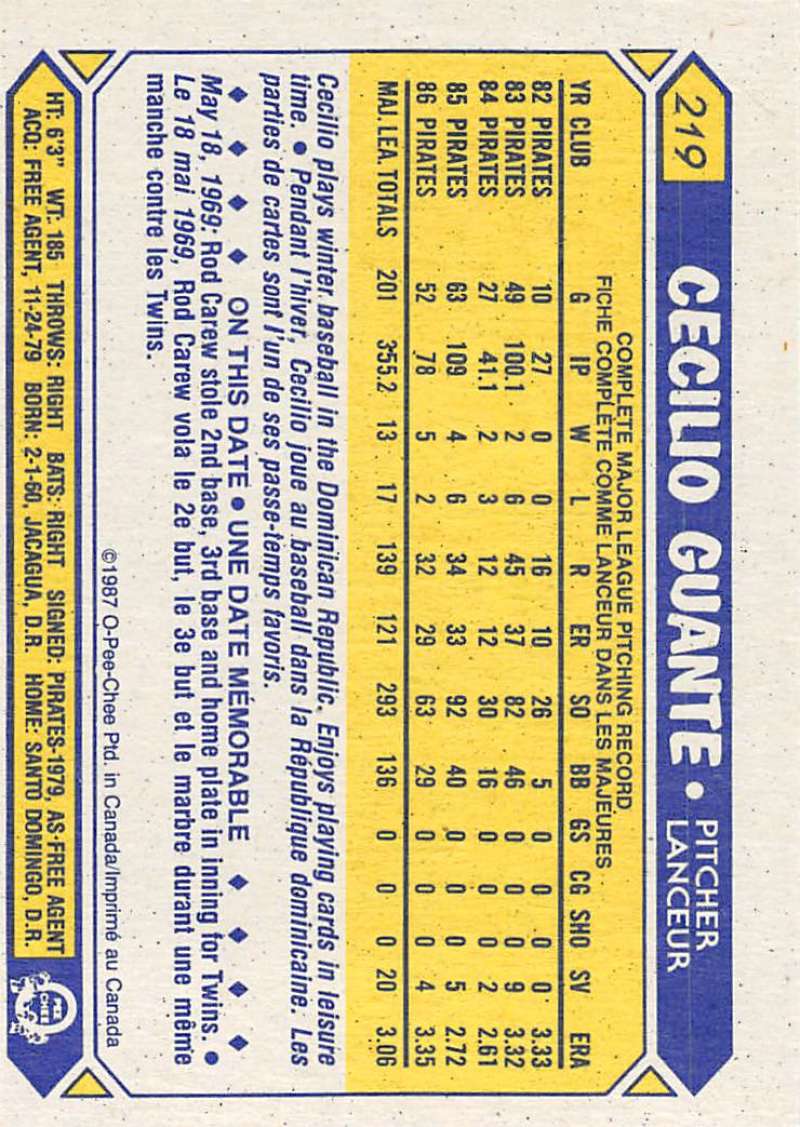 219 CECILIO GUANTE • PITCHER
LANCEUR
COMPLETE MAJOR LEAGUE PITCHING RECORD
FICHE COMPLÈTE COMME LANCEUR DANS LES MAJEURES
YR CLUB G IP W L R ER SO BB GS CG SHO SV ERA
82 PIRATES 10 27 0 0 16 10 26 5 0 0 0 0 3.33
83 PIRATES 49 100.1 2 6 45 37 82 46 0 0 0 9 3.32
84 PIRATES 27 41.1 2 3 12 12 30 16 0 0 0 2 2.61
85 PIRATES 63 109 4 6 34 33 92 40 0 0 0 5 2.72
86 PIRATES 52 78 5 2 32 29 63 29 0 0 0 4 3.35
MAJ. LEA. TOTALS 201 355.2 13 17 139 121 293 136 0 0 0 20 3.06
Cecilio plays winter baseball in the Dominican Republic. Enjoys playing cards in leisure
time. • Pendant l'hiver, Cecilio joue au baseball dans la République dominicaine. Les
parties de cartes sont l'un de ses passe-temps favoris.
◆ ◆ ◆ ◆ ON THIS DATE • UNE DATE MÉMORABLE ◆ ◆ ◆ ◆
May 18, 1969: Rod Carew stole 2nd base, 3rd base and home plate in inning for Twins. •
Le 18 mai 1969, Rod Carew vola le 2e but, le 3e but et le marbre durant une même
manche contre les Twins.
©1987 O-Pee-Chee Ptd. in Canada/Imprimé au Canada
HT: 6'3" WT: 185 THROWS: RIGHT BATS: RIGHT SIGNED: PIRATES-1979, AS FREE AGENT
ACQ: FREE AGENT, 11-24-79 BORN: 2-1-60, JACAGUA, D.R. HOME: SANTO DOMINGO, D.R.
O PEE CHEE